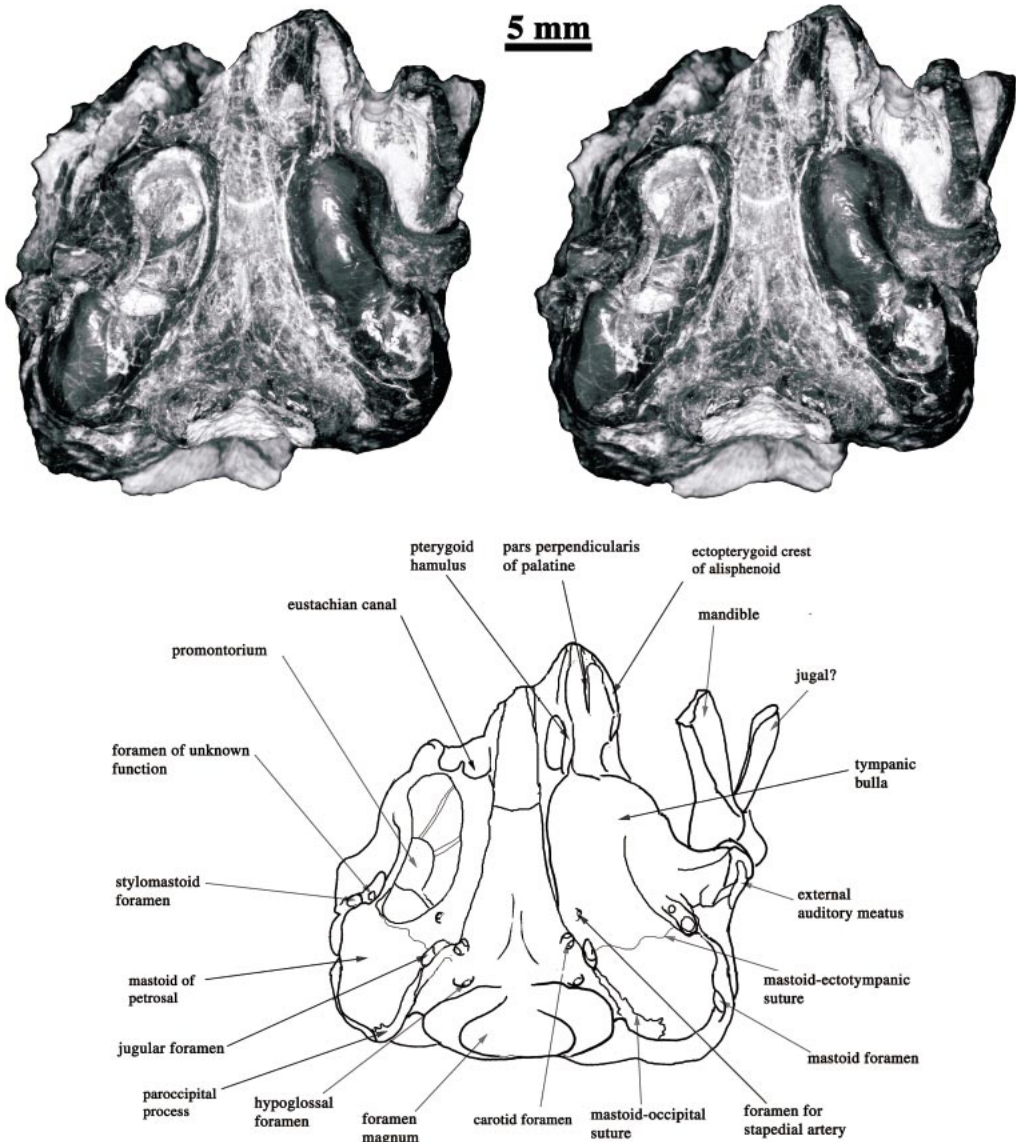 5 mm
pterygoid
hamulus
pars perpendicularis
of palatine
ectopterygoid crest
of alisphenoid
eustachian canal
mandible
promontorium
jugal?
foramen of unknown
function
tympanic
bulla
stylomastoid
foramen
external
auditory meatus
mastoid of
petrosal
mastoid-ectotympanic
suture
jugular foramen
mastoid foramen
paroccipital
process
hypoglossal
foramen
foramen
magnum
carotid foramen
mastoid-occipital
suture
foramen for
stapedial artery